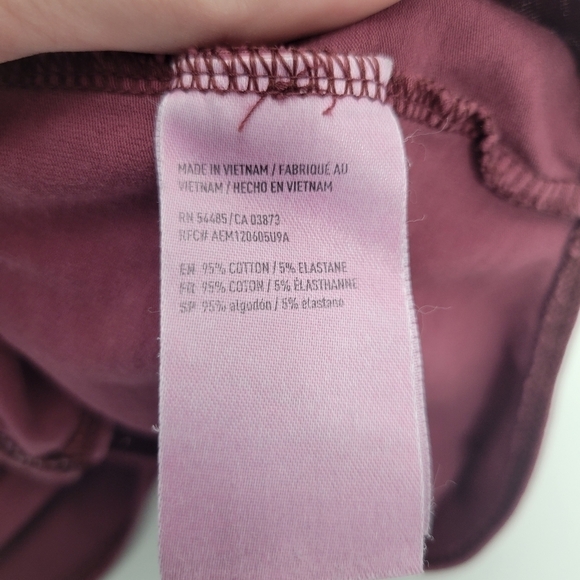 MADE IN VIETNAM / FABRIQUÉ AU
VIETNAM / HECHO EN VIETNAM
RN 54485 / CA 03873
RFC# AEM120605U9A
EN 95% COTTON / 5% ELASTANE
FR 95% COTON / 5% ÉLASTHANNE
SP 95% algodón / 5% elastano